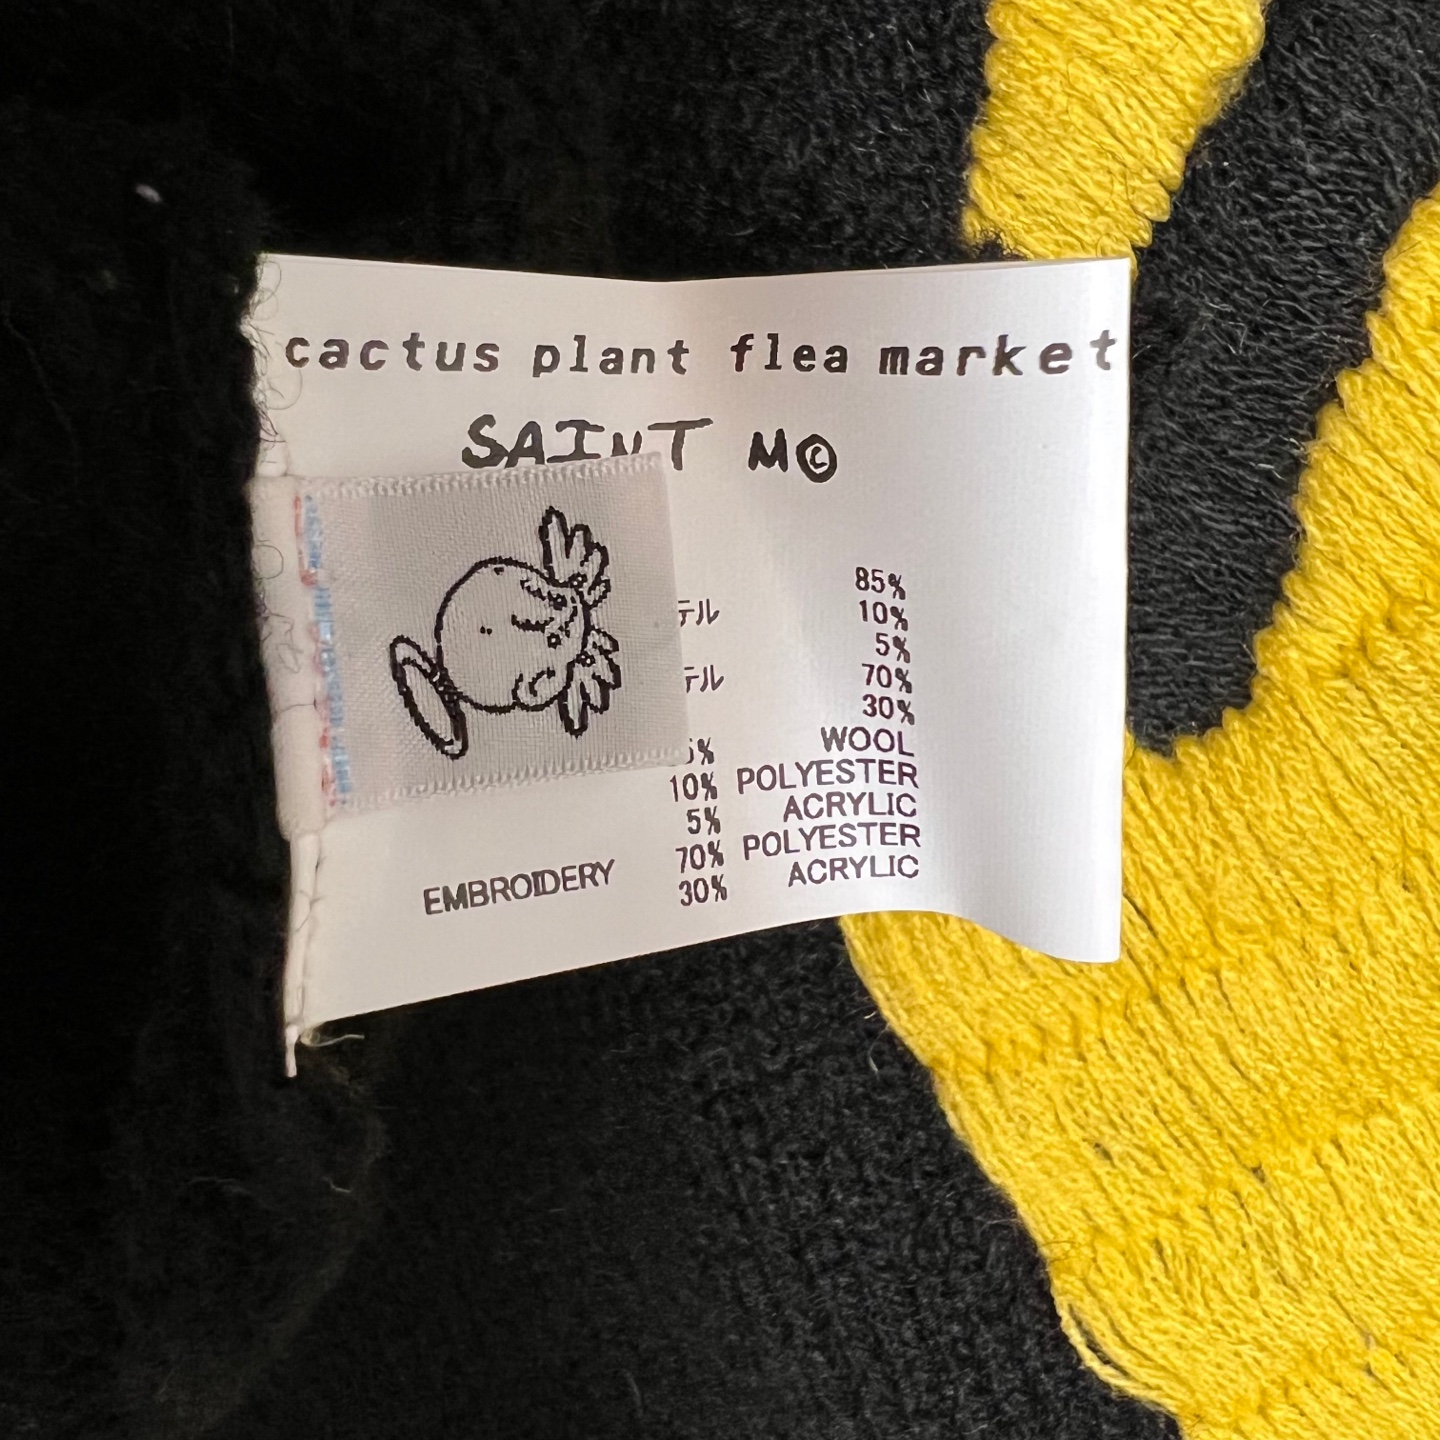 cactus plant flea market
SAINT M©
85%
テル 10%
5%
テル 70%
30%
5% WOOL
10% POLYESTER
5% ACRYLIC
EMBROIDERY 70% POLYESTER
30% ACRYLIC